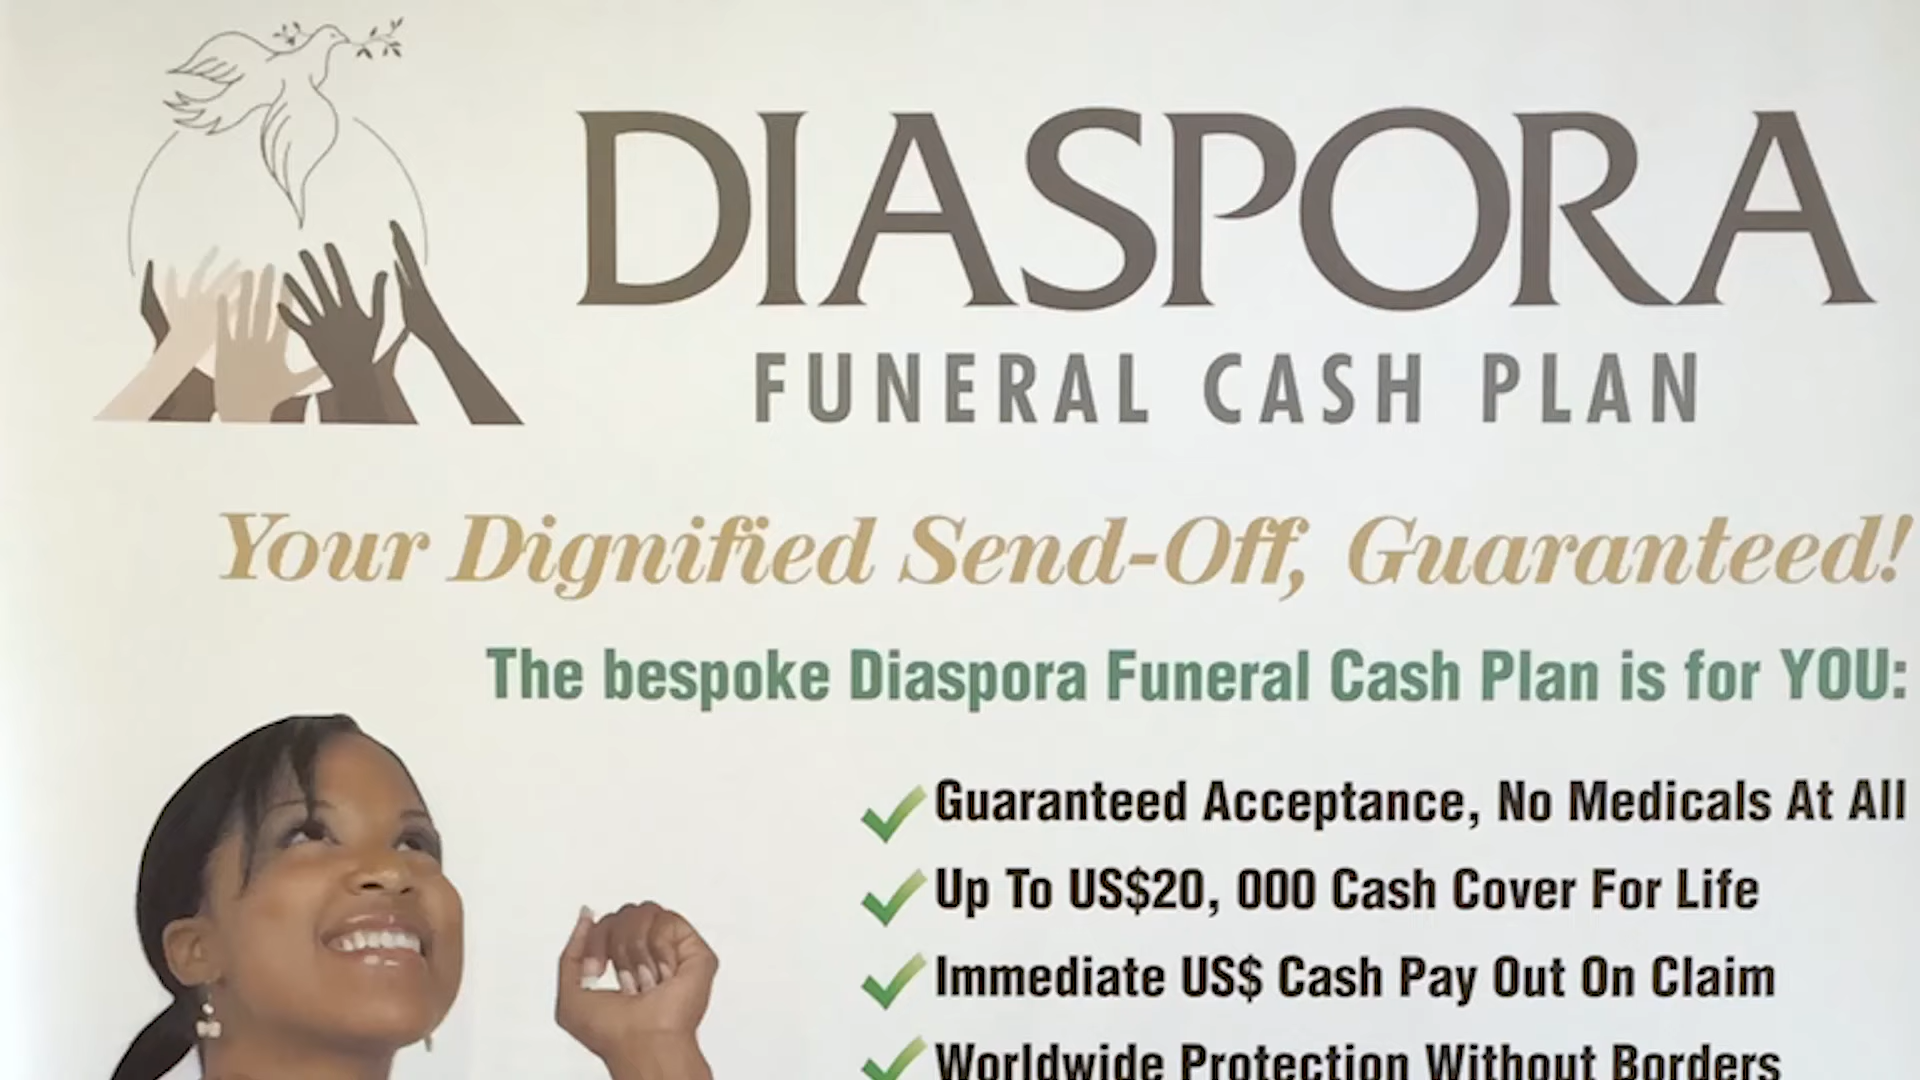 DIASPORA
FUNERAL CASH PLAN
Your Dignified Send-Off, Guaranteed!
The bespoke Diaspora Funeral Cash Plan is for YOU:
Guaranteed Acceptance, No Medicals At All
Up To US$20, 000 Cash Cover For Life
Immediate US$ Cash Pay Out On Claim
Worldwide Protection Without Borders